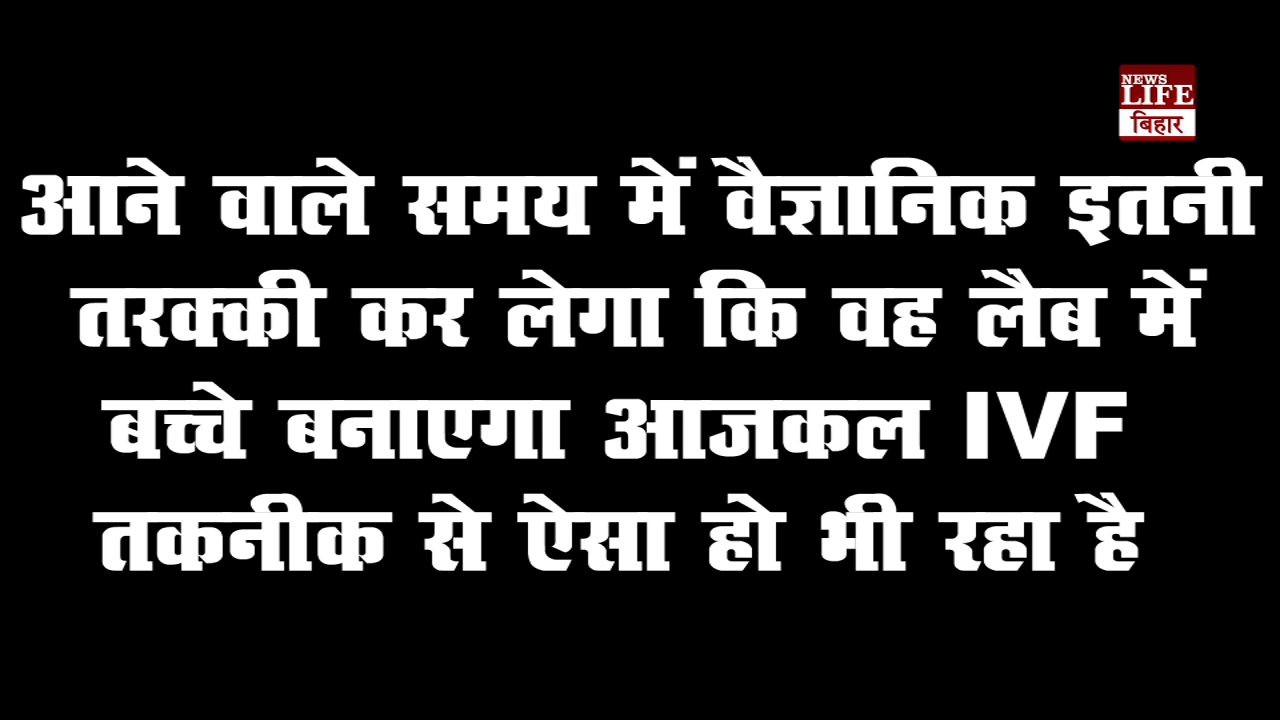 NEWS
LIFE
बिहार
आने वाले समय में वैज्ञानिक इतनी
तरक्की कर लेगा कि वह लैब में
बच्चे बनाएगा आजकल IVF
तकनीक से ऐसा हो भी रहा है